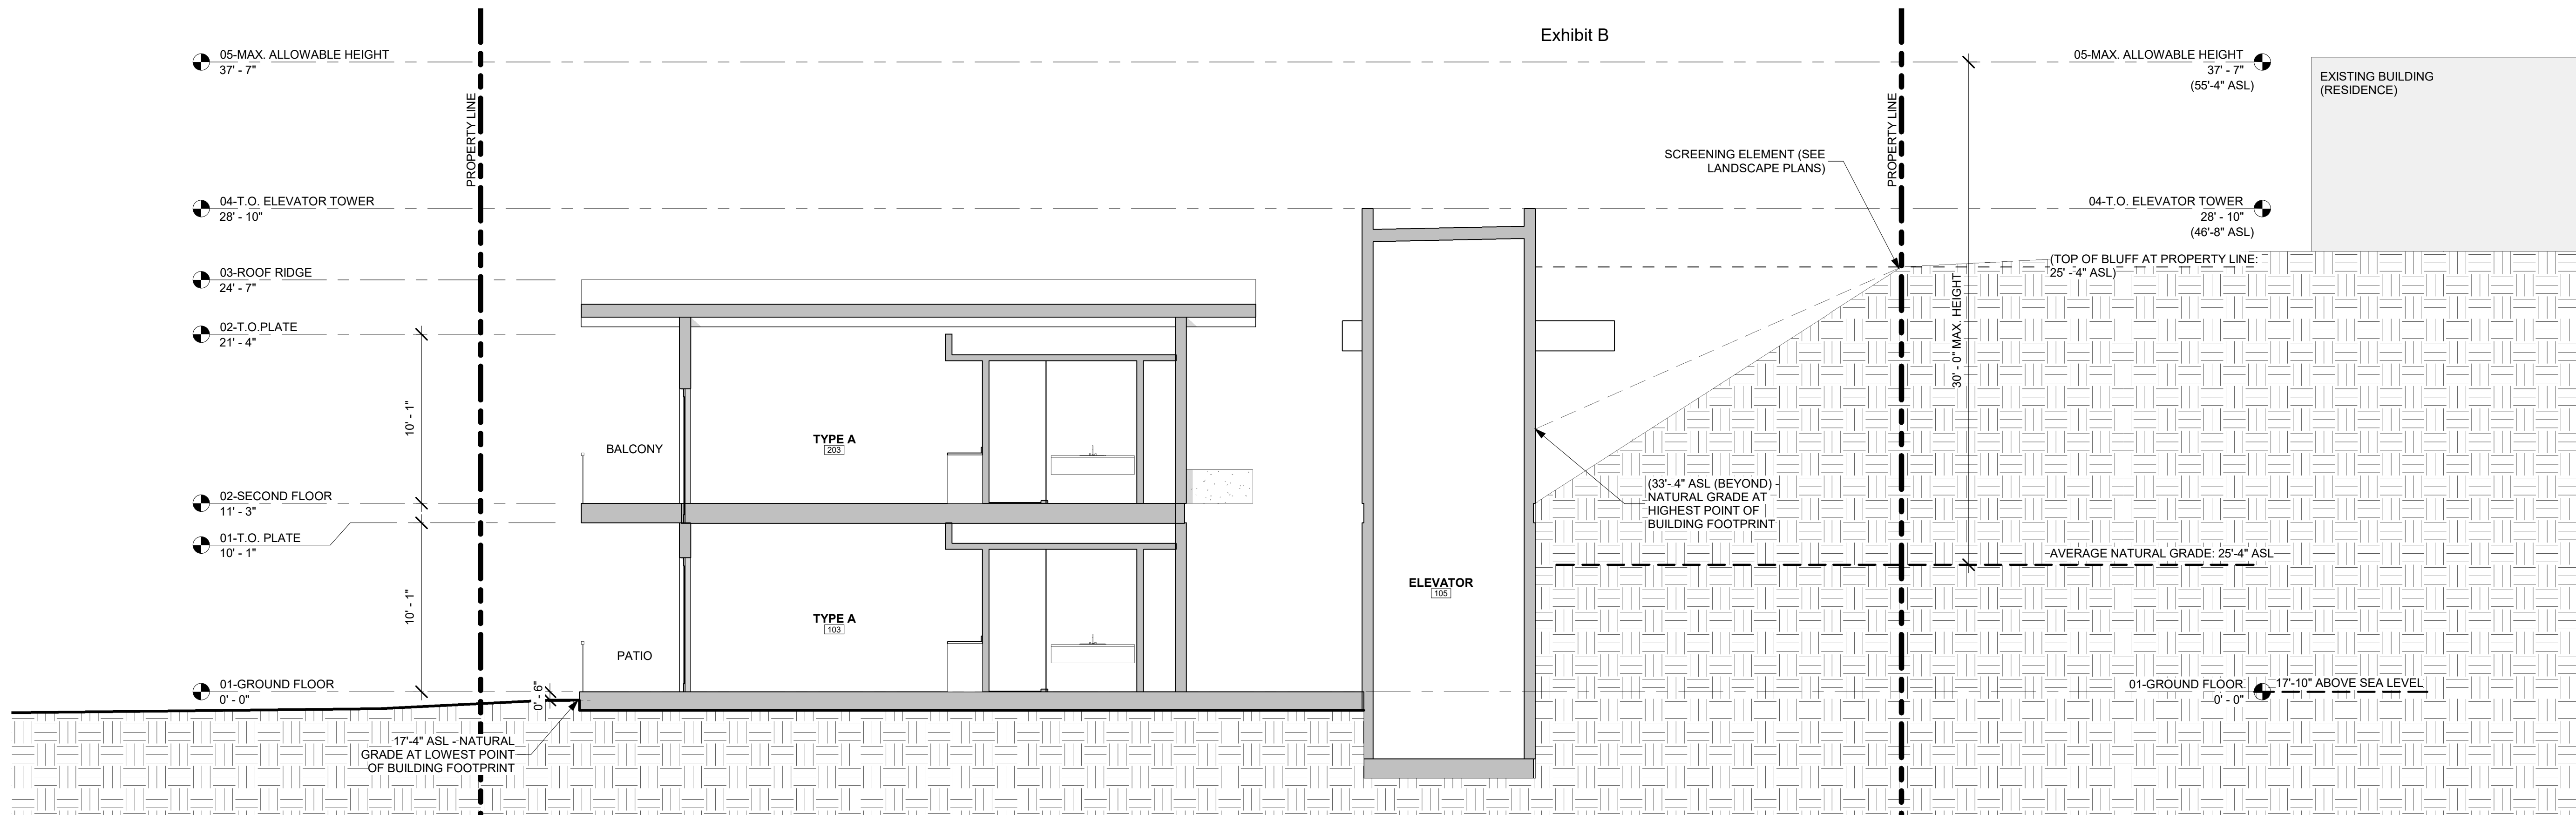 Exhibit B
05-MAX. ALLOWABLE HEIGHT
37' - 7"
05-MAX. ALLOWABLE HEIGHT
37' - 7"
(55'-4" ASL)
EXISTING BUILDING
(RESIDENCE)
PROPERTY LINE
PROPERTY LINE
SCREENING ELEMENT (SEE
LANDSCAPE PLANS)
04-T.O. ELEVATOR TOWER
28' - 10"
04-T.O. ELEVATOR TOWER
28' - 10"
(46'-8" ASL)
(TOP OF BLUFF AT PROPERTY LINE:
25' - 4" ASL)
03-ROOF RIDGE
24' - 7"
02-T.O.PLATE
21' - 4"
30' - 0" MAX. HEIGHT
10' - 1"
BALCONY
TYPE A
203
02-SECOND FLOOR
11' - 3"
(33'- 4" ASL (BEYOND) -
NATURAL GRADE AT
HIGHEST POINT OF
BUILDING FOOTPRINT
01-T.O. PLATE
10' - 1"
AVERAGE NATURAL GRADE: 25'-4" ASL
ELEVATOR
105
10' - 1"
TYPE A
103
PATIO
01-GROUND FLOOR
0' - 0"
0' - 6"
01-GROUND FLOOR
0' - 0"
17'-10" ABOVE SEA LEVEL
17'-4" ASL - NATURAL
GRADE AT LOWEST POINT
OF BUILDING FOOTPRINT